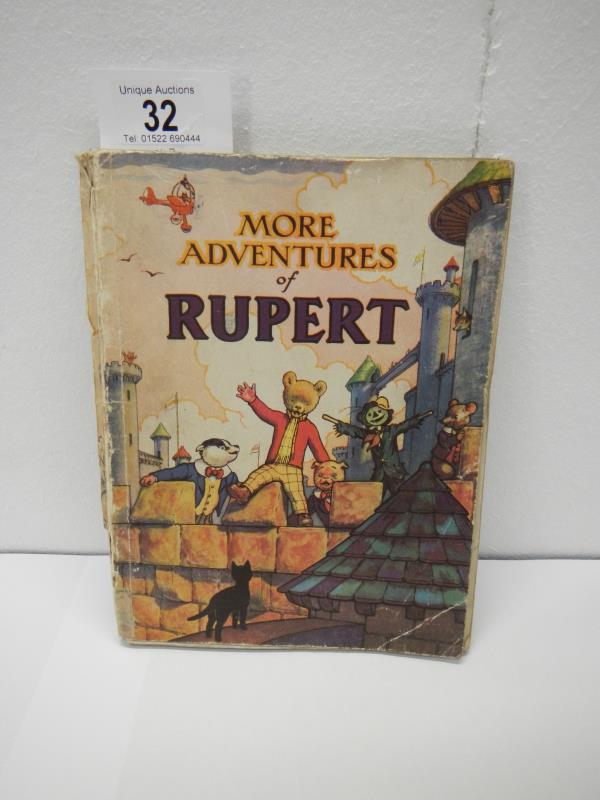 Unique Auctions
32
Tel: 01522 690444
MORE
ADVENTURES
of
RUPERT